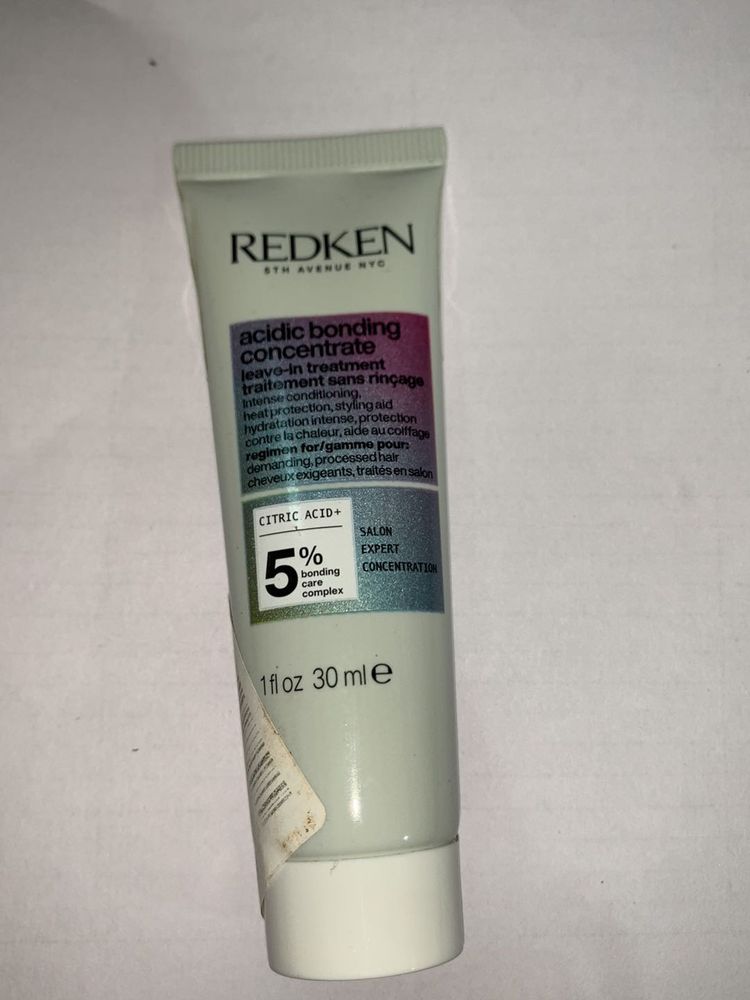 REDKEN
5TH AVENUE NYC
acidic bonding
concentrate
leave-in treatment
traitement sans rinçage
Intense conditioning,
heat protection, styling aid
hydratation intense, protection
contre la chaleur, aide au coiffage
regimen for/gamme pour:
demanding, processed hair
cheveux exigeants, traités en salon
CITRIC ACID+
5%
bonding
care
complex
SALON
EXPERT
CONCENTRATION
1 fl oz 30 ml e